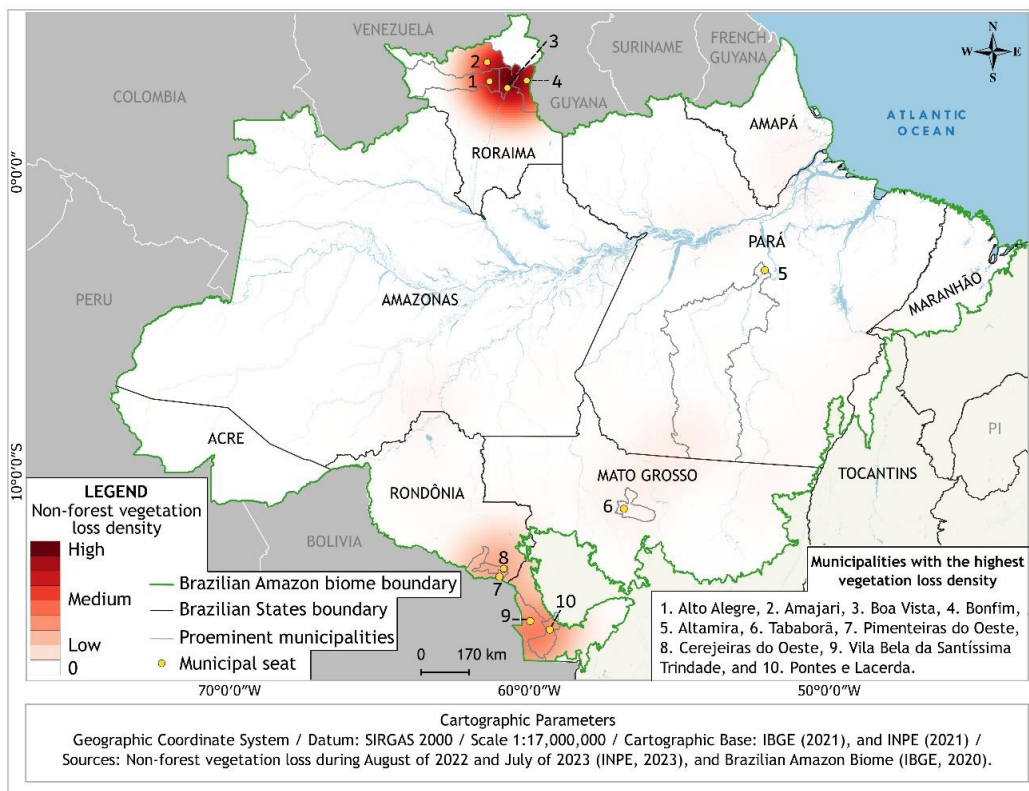 VENEZUELA
COLOMBIA
SURINAME
FRENCH
GUYANA
GUYANA
N
W
E
S
ATLANTIC
OCEAN
3
2
1
4
RORAIMA
AMAPÁ
0°0'0"
PARÁ
5
AMAZONAS
MARANHÃO
PERU
ACRE
10°0'0"S
RONDÔNIA
MATO GROSSO
6
TOCANTINS
PI
BOLIVIA
8
7
9
10
LEGEND
Non-forest vegetation
loss density
High
Medium
Low
0
Brazilian Amazon biome boundary
Brazilian States boundary
Proeminent municipalities
Municipal seat
0 170 km
Municipalities with the highest
vegetation loss density
1. Alto Alegre, 2. Amajari, 3. Boa Vista, 4. Bonfim,
5. Altamira, 6. Tababorã, 7. Pimenteiras do Oeste,
8. Cerejeiras do Oeste, 9. Vila Bela da Santíssima
Trindade, and 10. Pontes e Lacerda.
70°0'0"W
60°0'0"W
50°0'0"W
Cartographic Parameters
Geographic Coordinate System / Datum: SIRGAS 2000 / Scale 1:17,000,000 / Cartographic Base: IBGE (2021), and INPE (2021) /
Sources: Non-forest vegetation loss during August of 2022 and July of 2023 (INPE, 2023), and Brazilian Amazon Biome (IBGE, 2020).